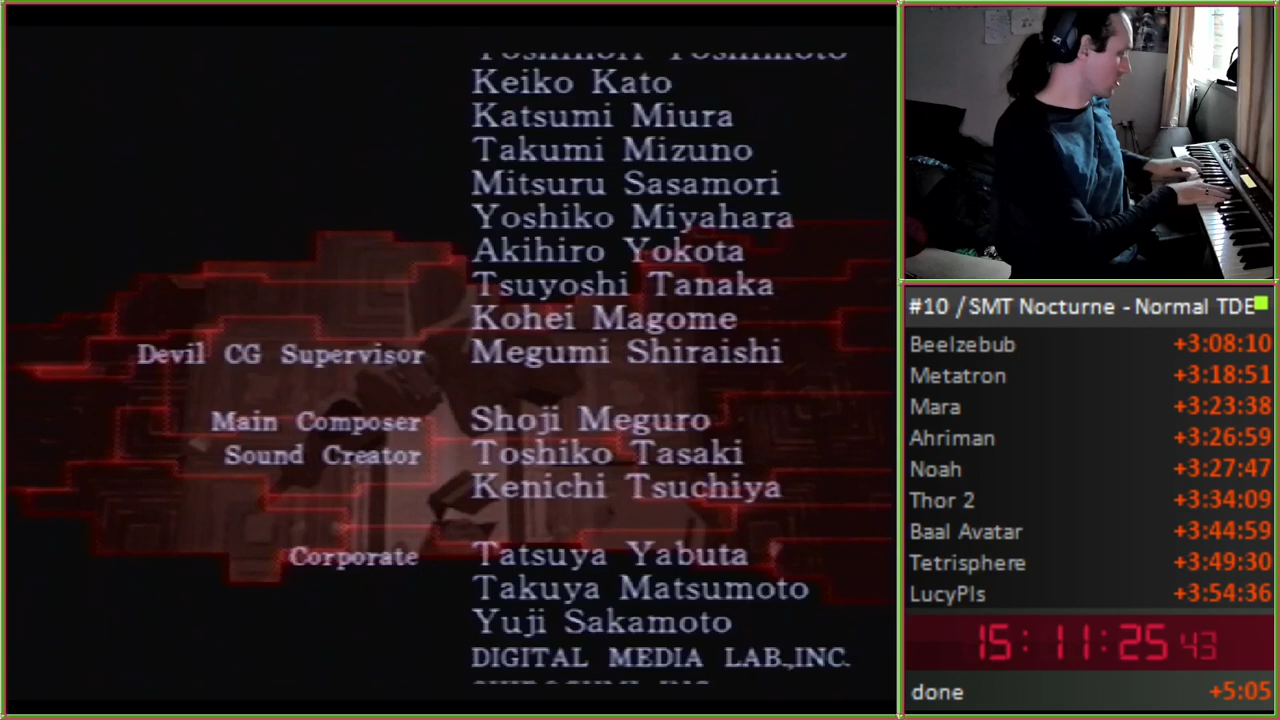 Yoshinori Yoshimoto
Keiko Kato
Katsumi Miura
Takumi Mizuno
Mitsuru Sasamori
Yoshiko Miyahara
Akihiro Yokota
Tsuyoshi Tanaka
Kohei Magome
Devil CG Supervisor Megumi Shiraishi
Main Composer Shoji Meguro
Sound Creator Toshiko Tasaki
Kenichi Tsuchiya
Corporate Tatsuya Yabuta
Takuya Matsumoto
Yuji Sakamoto
DIGITAL MEDIA LAB.,INC.
#10 /SMT Nocturne - Normal TDE
Beelzebub +3:08:10
Metatron +3:18:51
Mara +3:23:38
Ahriman +3:26:59
Noah +3:27:47
Thor 2 +3:34:09
Baal Avatar +3:44:59
Tetrisphere +3:49:30
LucyPls +3:54:36
15:11:25 43
done +5:05